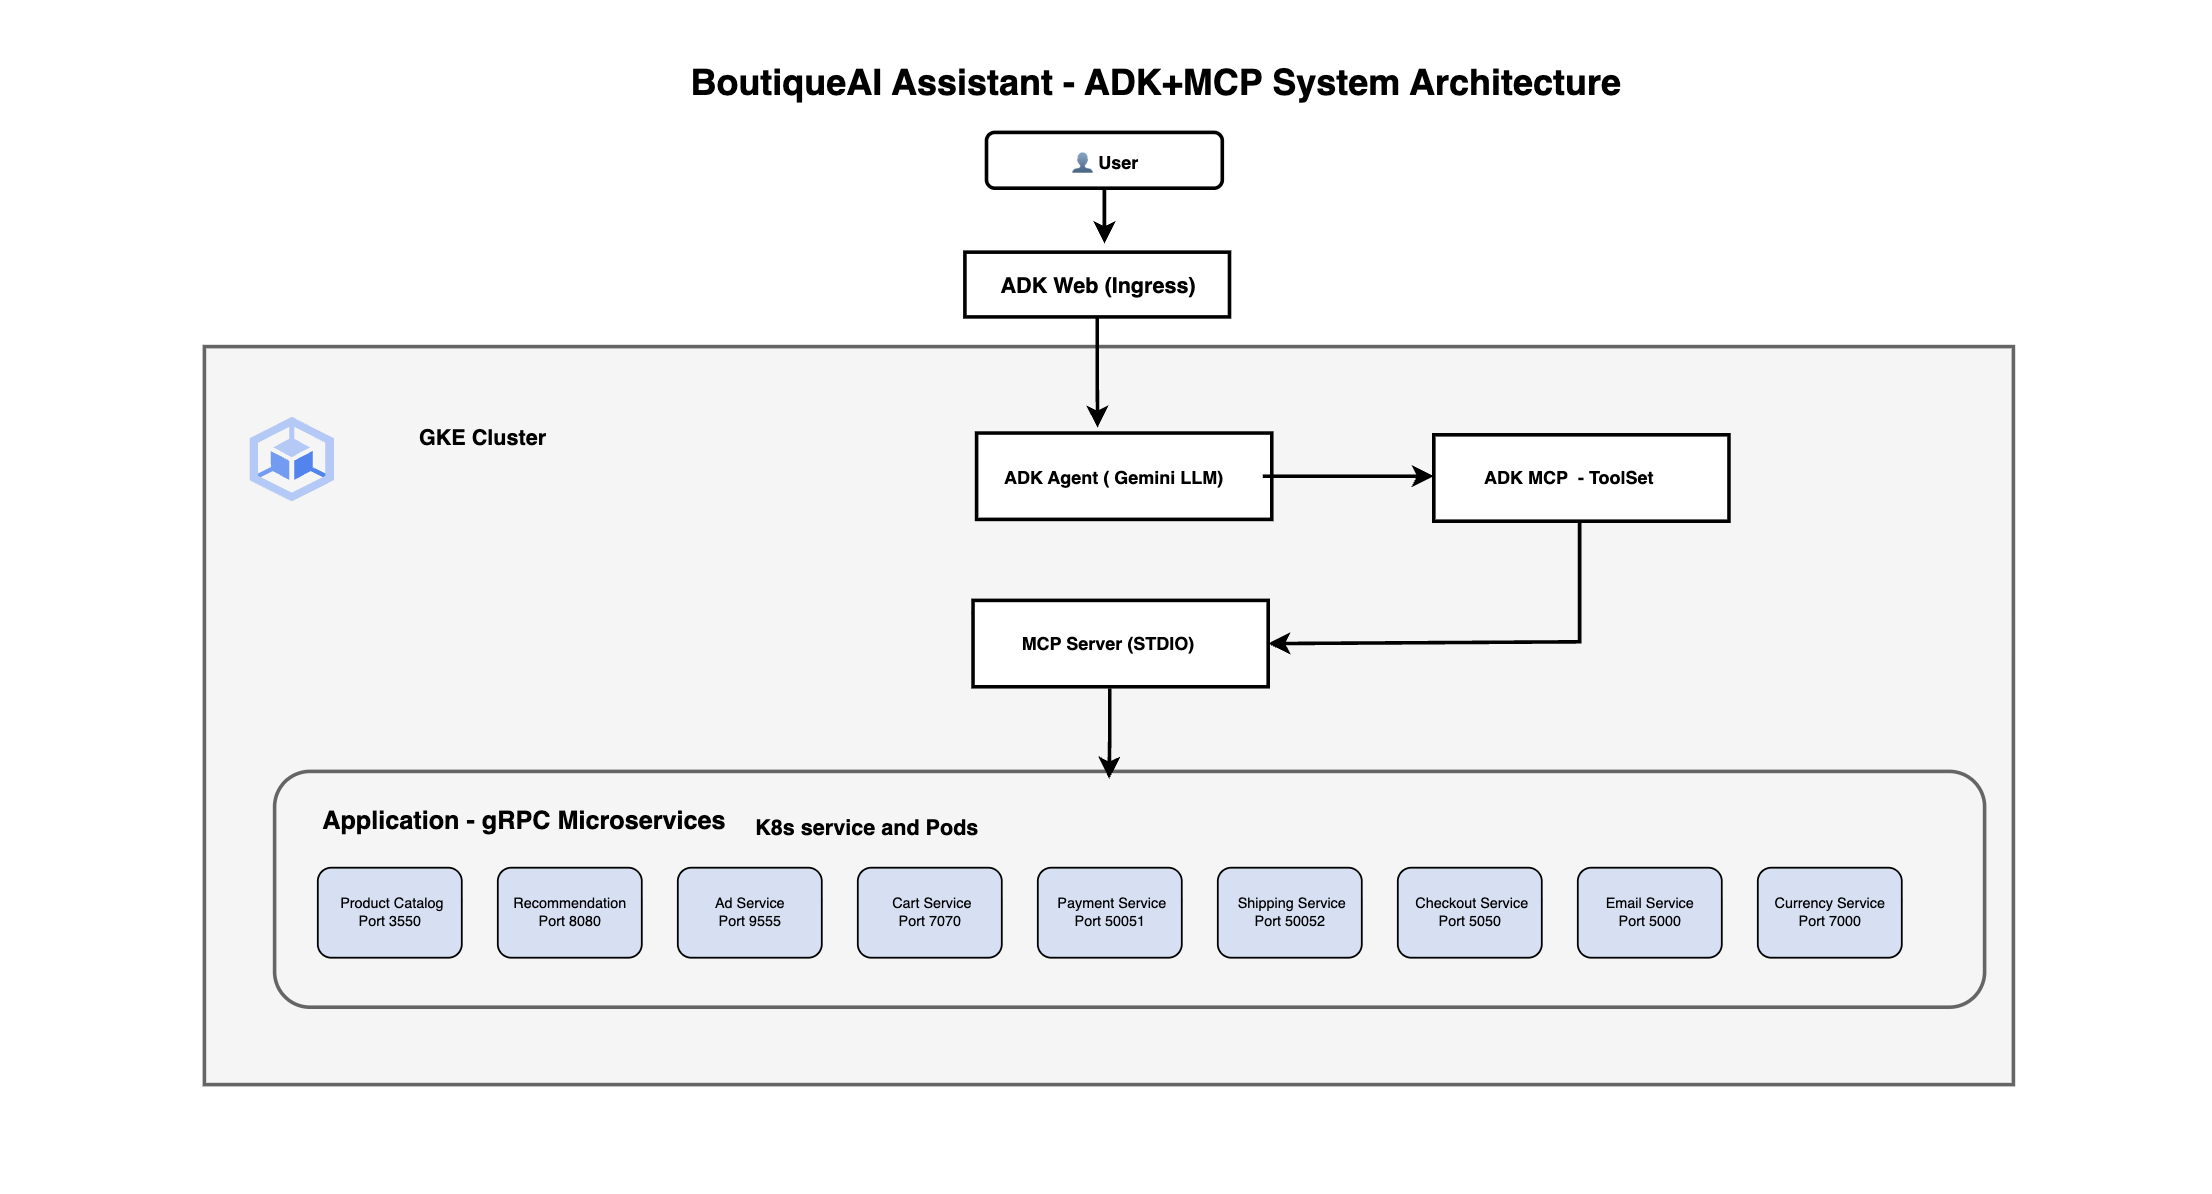 BoutiqueAI Assistant - ADK+MCP System Architecture
User
ADK Web (Ingress)
GKE Cluster
ADK Agent ( Gemini LLM)
ADK MCP - ToolSet
MCP Server (STDIO)
Application - gRPC Microservices
K8s service and Pods
Product Catalog
Port 3550
Recommendation
Port 8080
Ad Service
Port 9555
Cart Service
Port 7070
Payment Service
Port 50051
Shipping Service
Port 50052
Checkout Service
Port 5050
Email Service
Port 5000
Currency Service
Port 7000